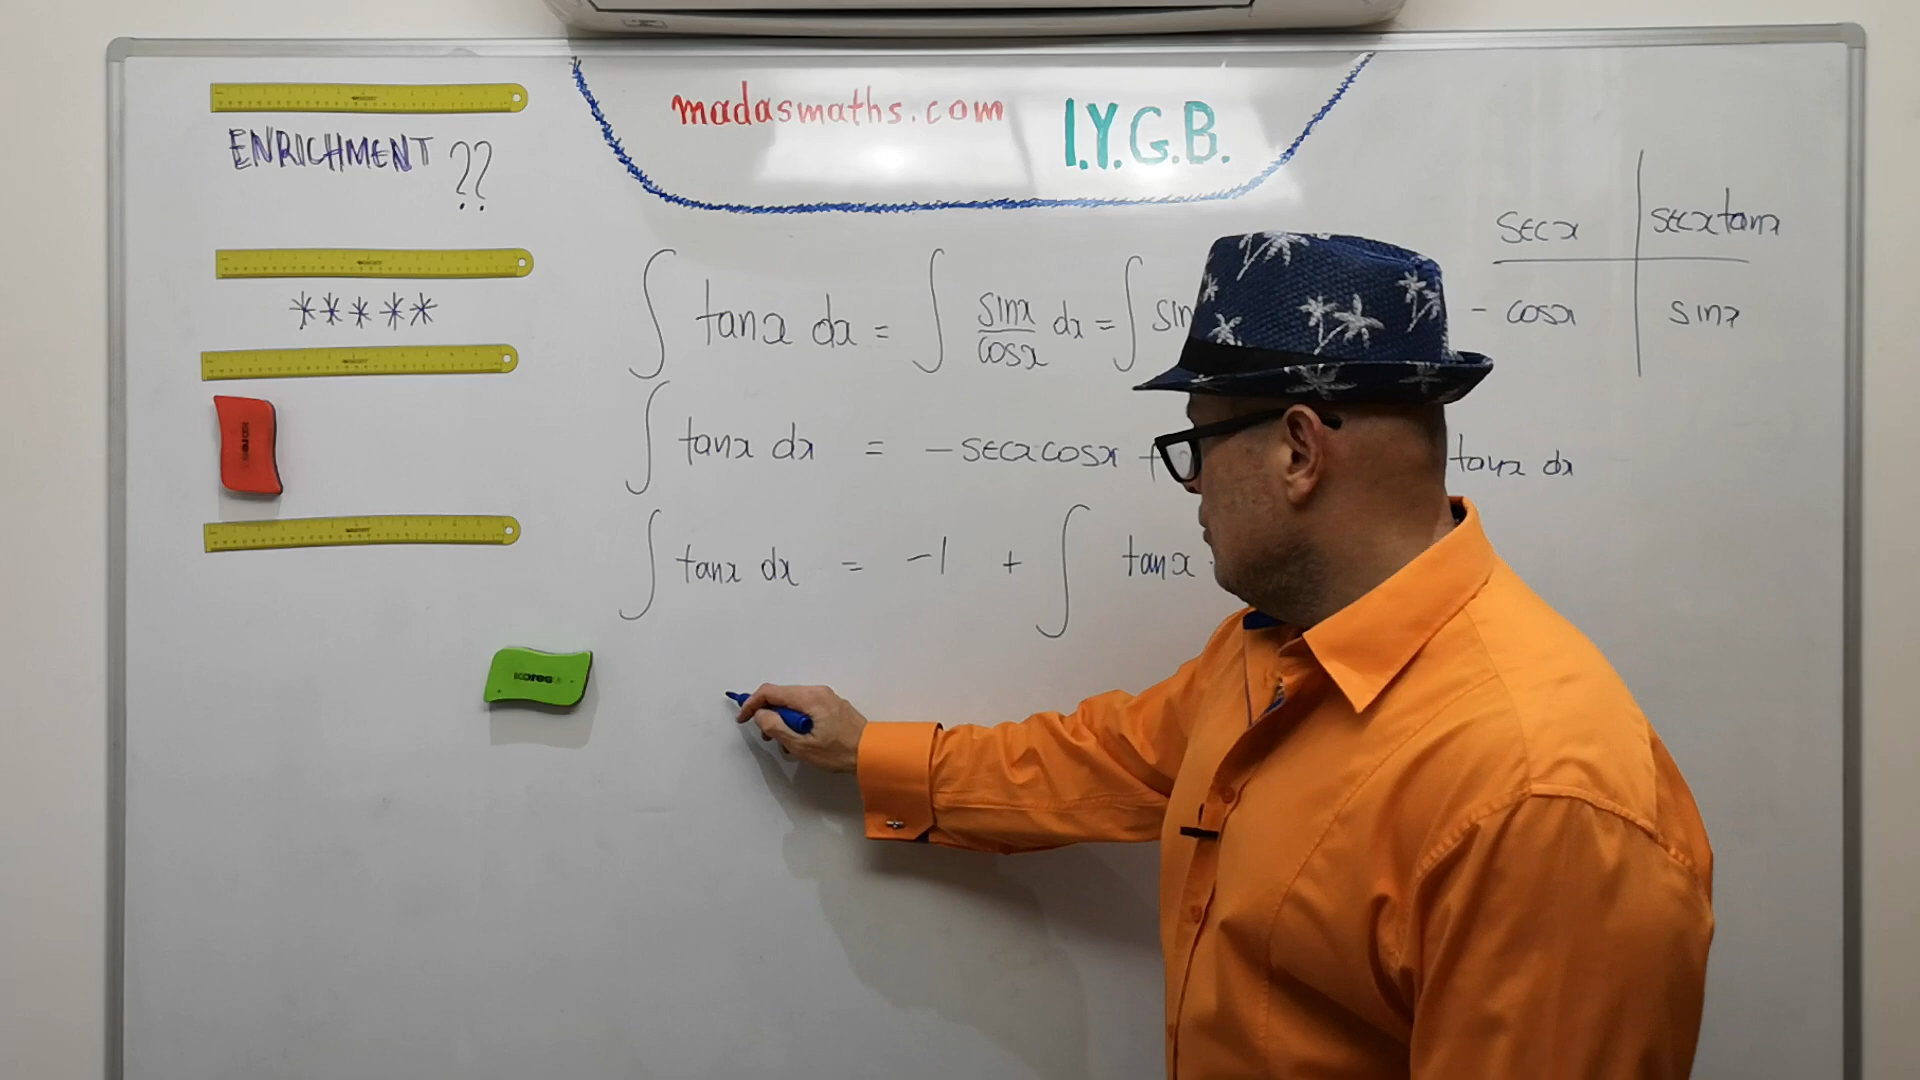 madasmaths.com
I.Y.G.B.
ENRICHMENT ??
*****
secx | secxtanx
- cosx | sinx
∫ tanx dx = ∫ sinx/cosx dx = ∫ sin
∫ tanx dx = -secxcosx + tanx dx
∫ tanx dx = -1 + ∫ tanx